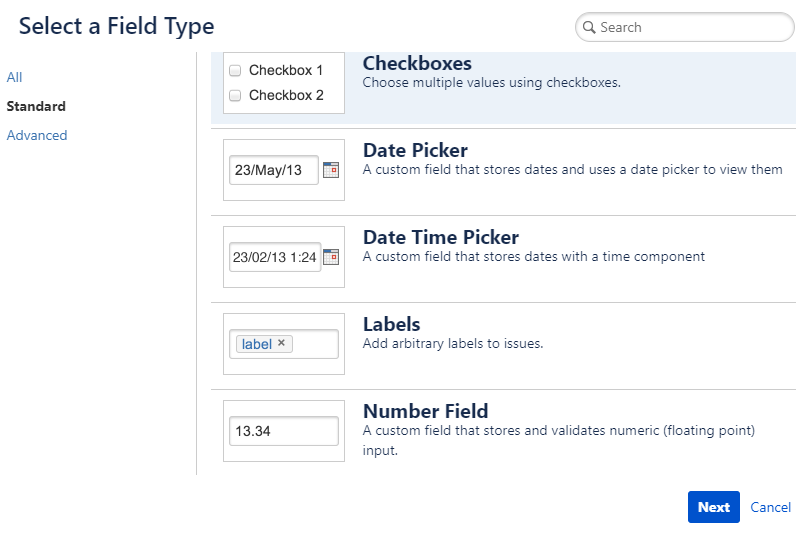 Select a Field Type
Search
All
Standard
Advanced
Checkbox 1
Checkbox 2
Checkboxes
Choose multiple values using checkboxes.
23/May/13
Date Picker
A custom field that stores dates and uses a date picker to view them
23/02/13 1:24
Date Time Picker
A custom field that stores dates with a time component
label ×
Labels
Add arbitrary labels to issues.
13.34
Number Field
A custom field that stores and validates numeric (floating point)
input.
Next
Cancel